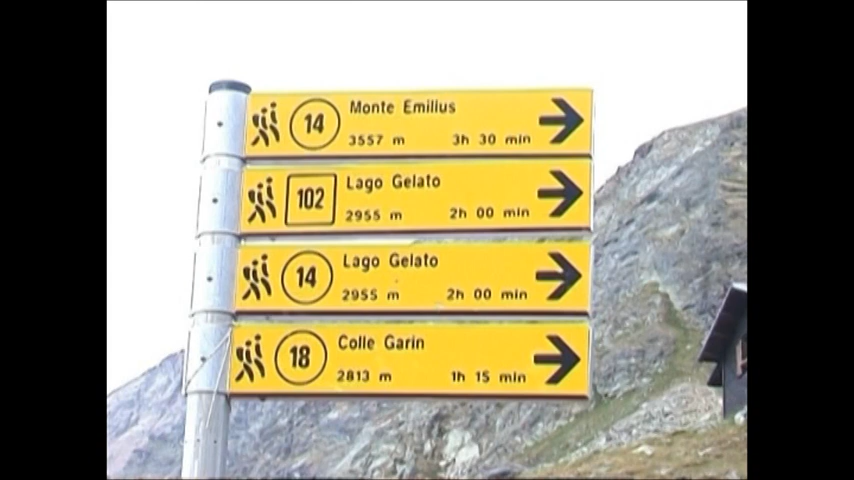 14 Monte Emilius
3557 m 3h 30 min
102 Lago Gelato
2955 m 2h 00 min
14 Lago Gelato
2955 m 2h 00 min
18 Colle Garin
2813 m 1h 15 min